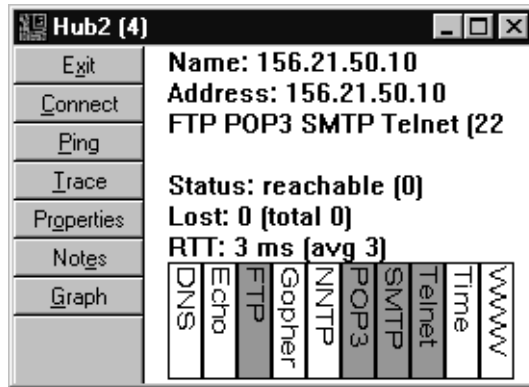 Hub2 (4)
Exit
Connect
Ping
Trace
Properties
Notes
Graph
Name: 156.21.50.10
Address: 156.21.50.10
FTP POP3 SMTP Telnet (22
Status: reachable (0)
Lost: 0 (total 0)
RTT: 3 ms (avg 3)
DNS
Echo
FTP
Gopher
NNTP
POP3
SMTP
Telnet
Time
WWW